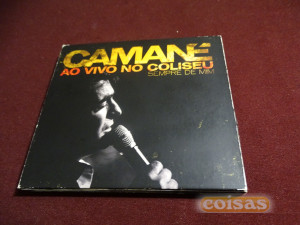 CAMANÉ
AO VIVO NO COLISEU
SEMPRE DE MIM
coisas